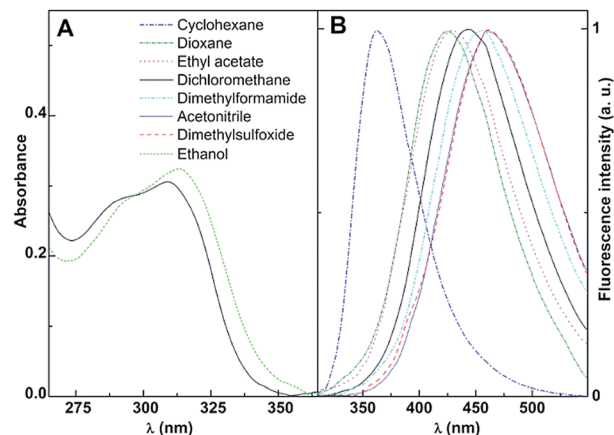 A
B
Cyclohexane
Dioxane
Ethyl acetate
Dichloromethane
Dimethylformamide
Acetonitrile
Dimethylsulfoxide
Ethanol
Absorbance
0.4
0.2
0.0
275 300 325 350
λ (nm)
350 400 450 500
λ (nm)
1
0
Fluorescence intensity (a. u.)